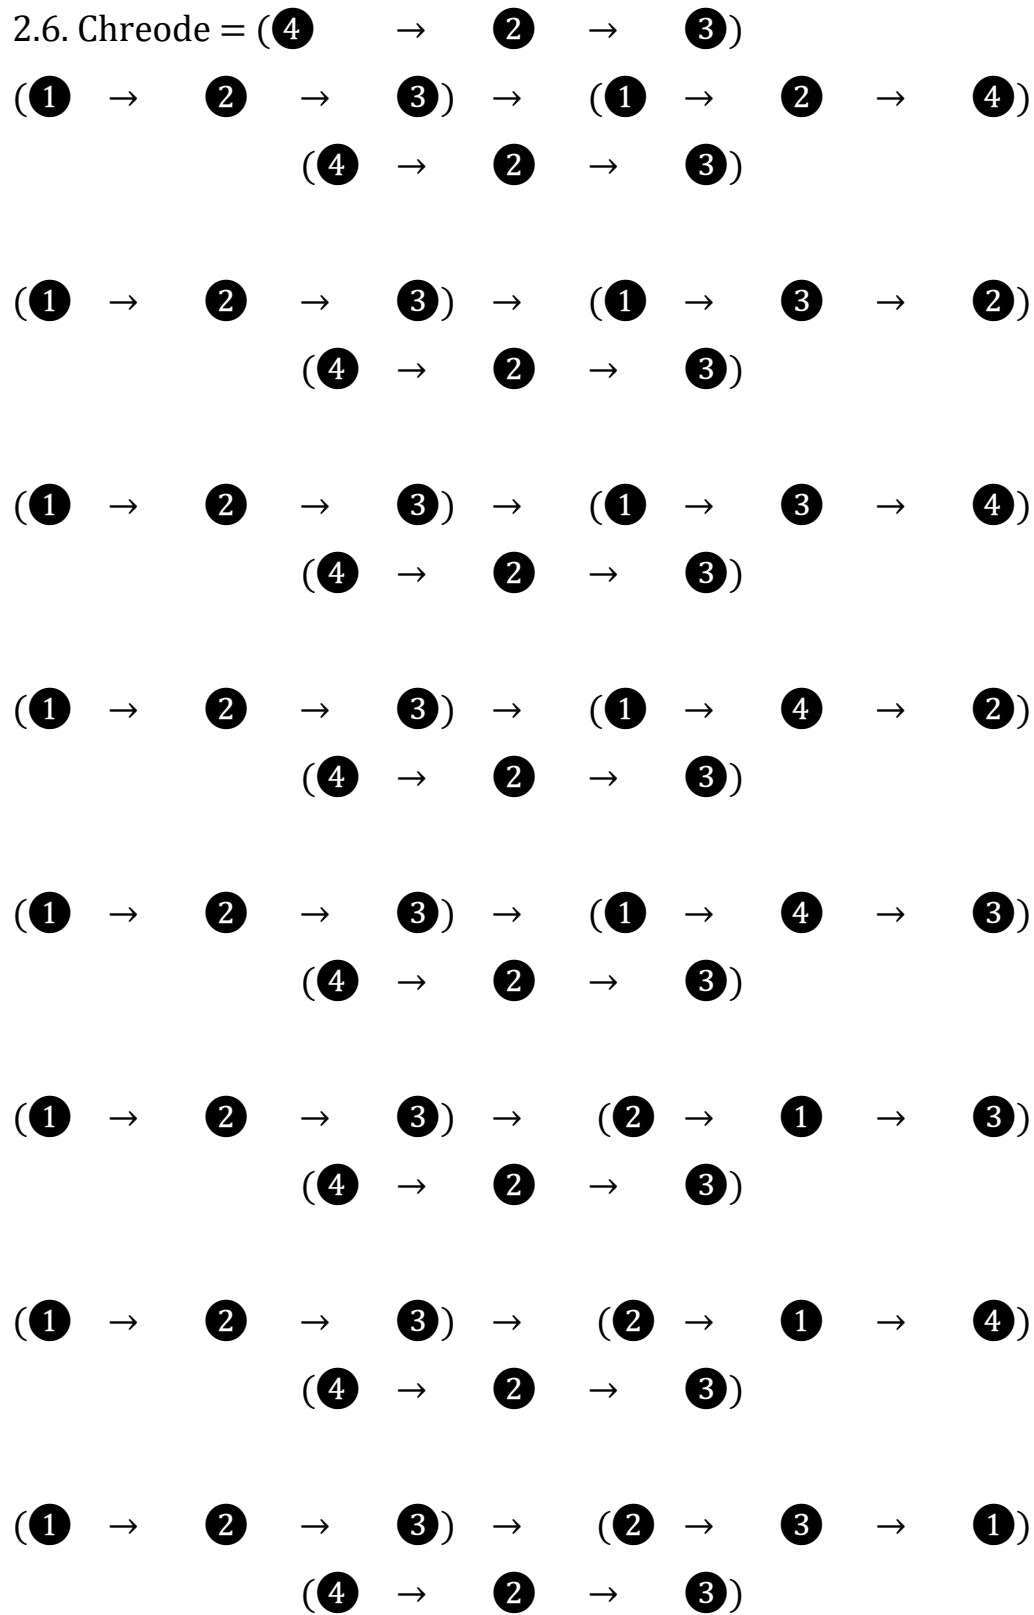 2.6. Chreode = (❹ → ❷ → ❸)
(❶ → ❷ → ❸) → (❶ → ❷ → ❹)
(❹ → ❷ → ❸)
(❶ → ❷ → ❸) → (❶ → ❸ → ❷)
(❹ → ❷ → ❸)
(❶ → ❷ → ❸) → (❶ → ❸ → ❹)
(❹ → ❷ → ❸)
(❶ → ❷ → ❸) → (❶ → ❹ → ❷)
(❹ → ❷ → ❸)
(❶ → ❷ → ❸) → (❶ → ❹ → ❸)
(❹ → ❷ → ❸)
(❶ → ❷ → ❸) → (❷ → ❶ → ❸)
(❹ → ❷ → ❸)
(❶ → ❷ → ❸) → (❷ → ❶ → ❹)
(❹ → ❷ → ❸)
(❶ → ❷ → ❸) → (❷ → ❸ → ❶)
(❹ → ❷ → ❸)